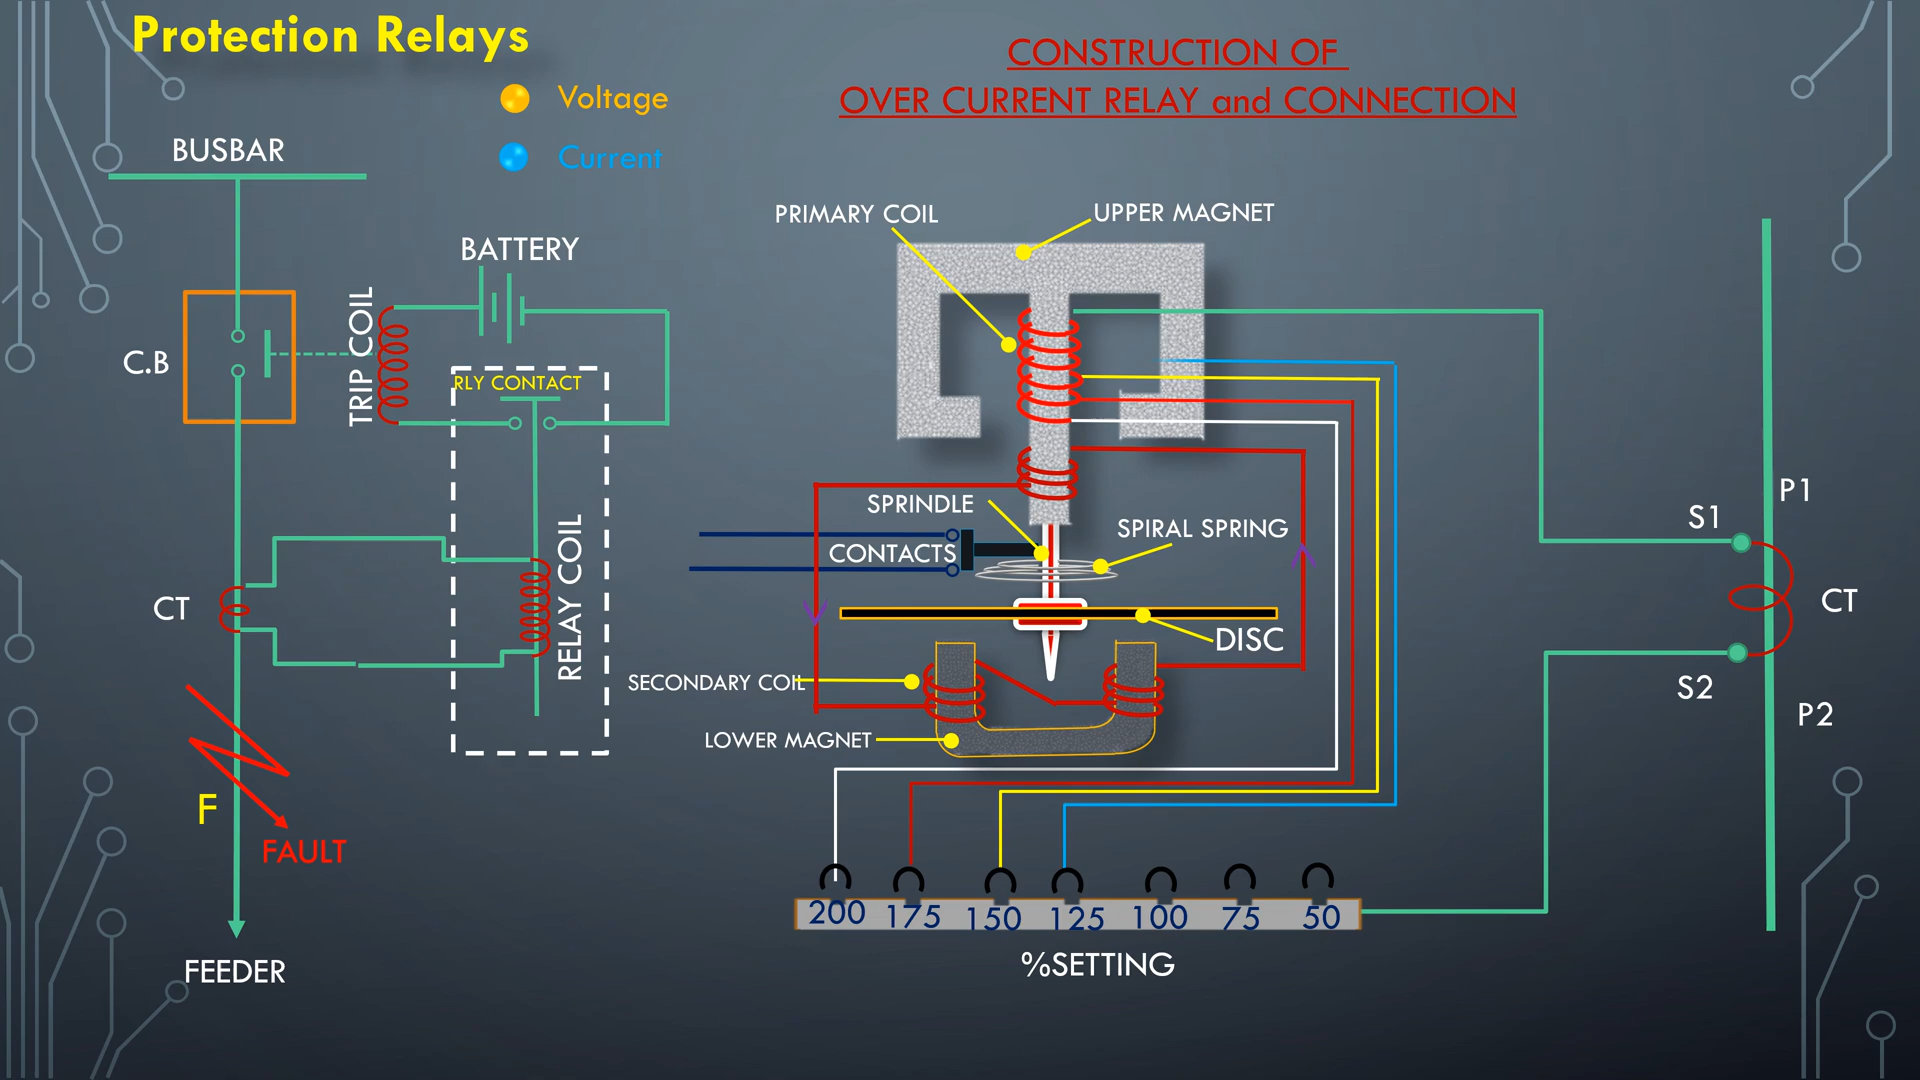 Protection Relays
Voltage
Current
CONSTRUCTION OF
OVER CURRENT RELAY and CONNECTION
BUSBAR
BATTERY
C.B
TRIP COIL
RLY CONTACT
RELAY COIL
CT
F
FAULT
FEEDER
PRIMARY COIL
UPPER MAGNET
SPRINDLE
SPIRAL SPRING
CONTACTS
DISC
SECONDARY COIL
LOWER MAGNET
P1
S1
CT
S2
P2
200 175 150 125 100 75 50
%SETTING